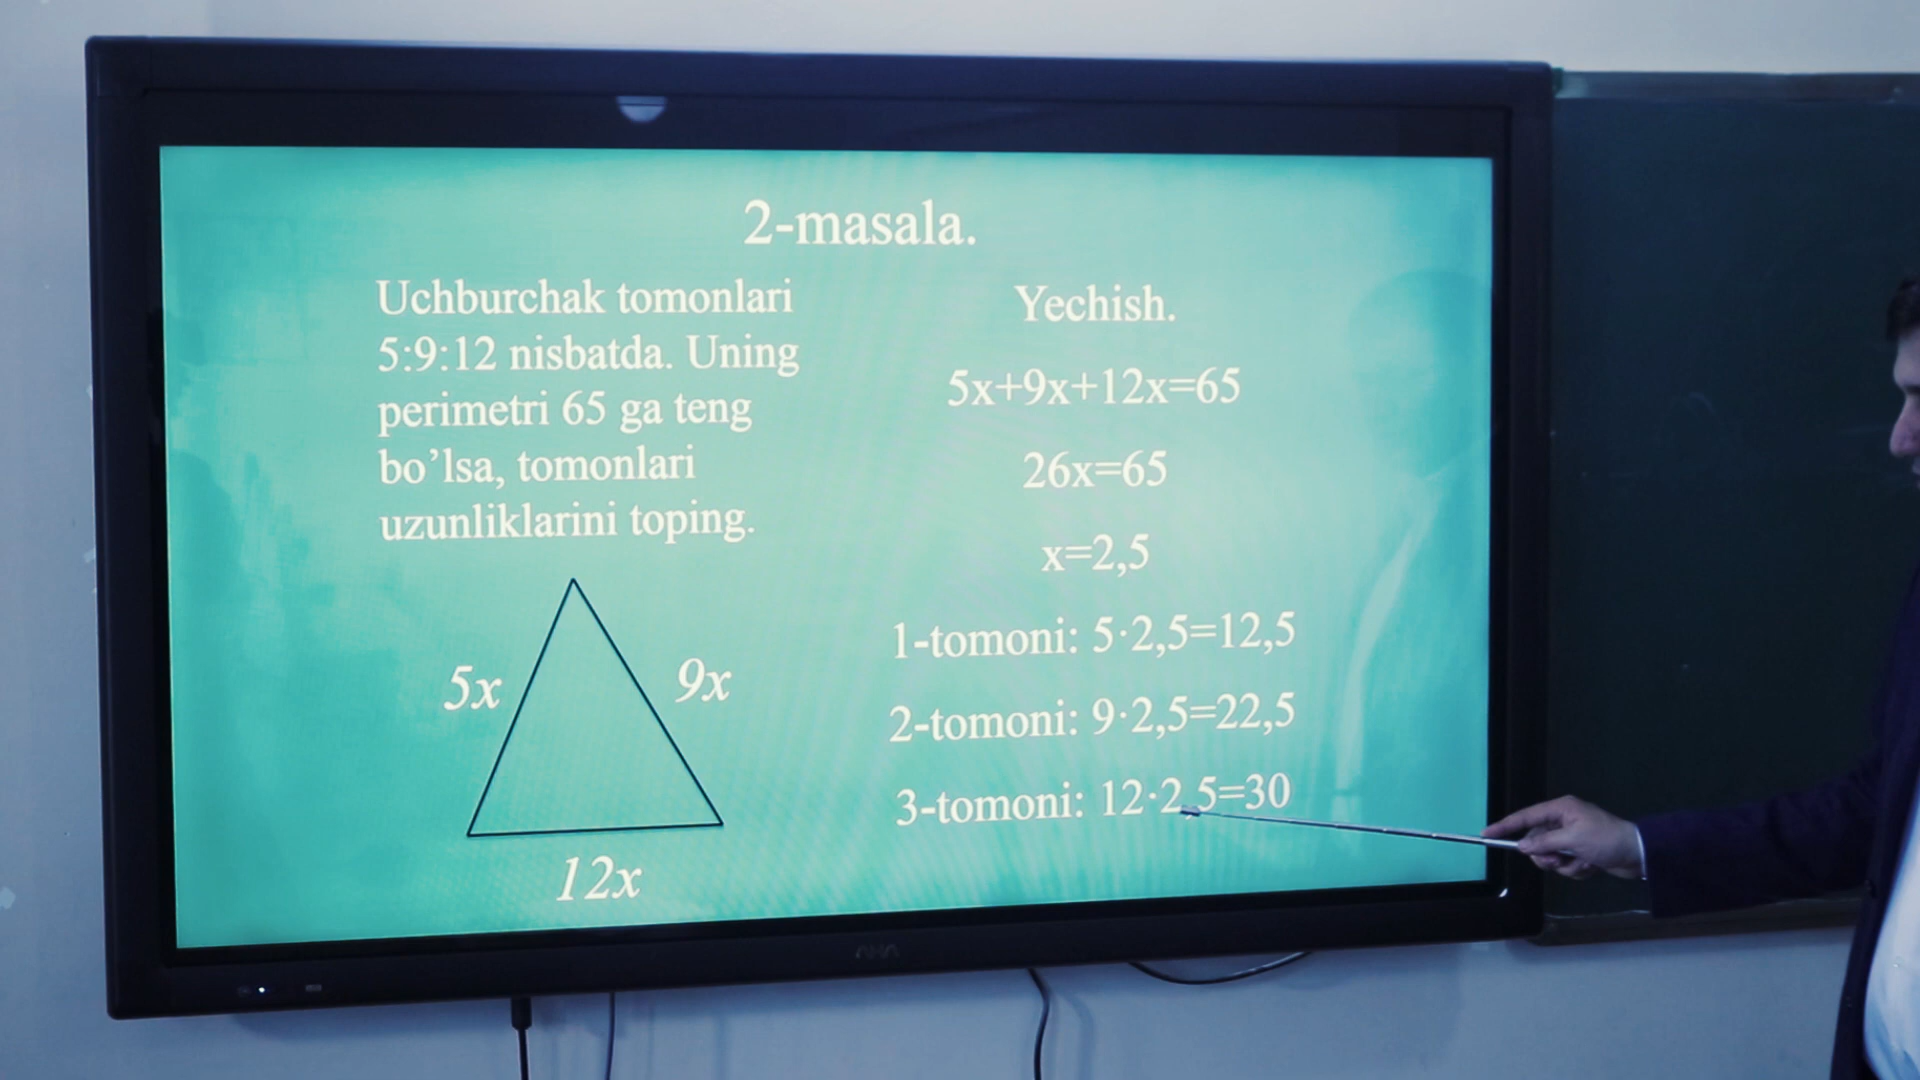 2-masala.
Uchburchak tomonlari
5:9:12 nisbatda. Uning
perimetri 65 ga teng
bo’lsa, tomonlari
uzunliklarini toping.
5x
9x
12x
Yechish.
5x+9x+12x=65
26x=65
x=2,5
1-tomoni: 5·2,5=12,5
2-tomoni: 9·2,5=22,5
3-tomoni: 12·2,5=30